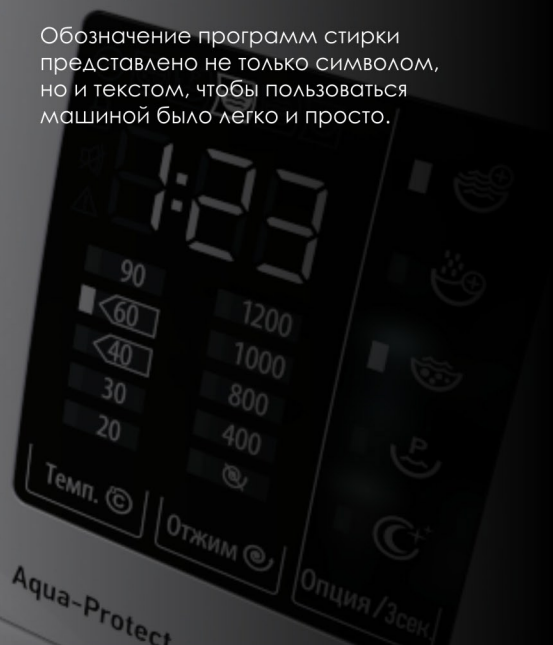 Обозначение программ стирки
представлено не только символом,
но и текстом, чтобы пользоваться
машиной было легко и просто.
1:23
90
60
40
30
20
1200
1000
800
400
Темп. °C
Отжим
Опция/3сек.
P
Aqua-Protect